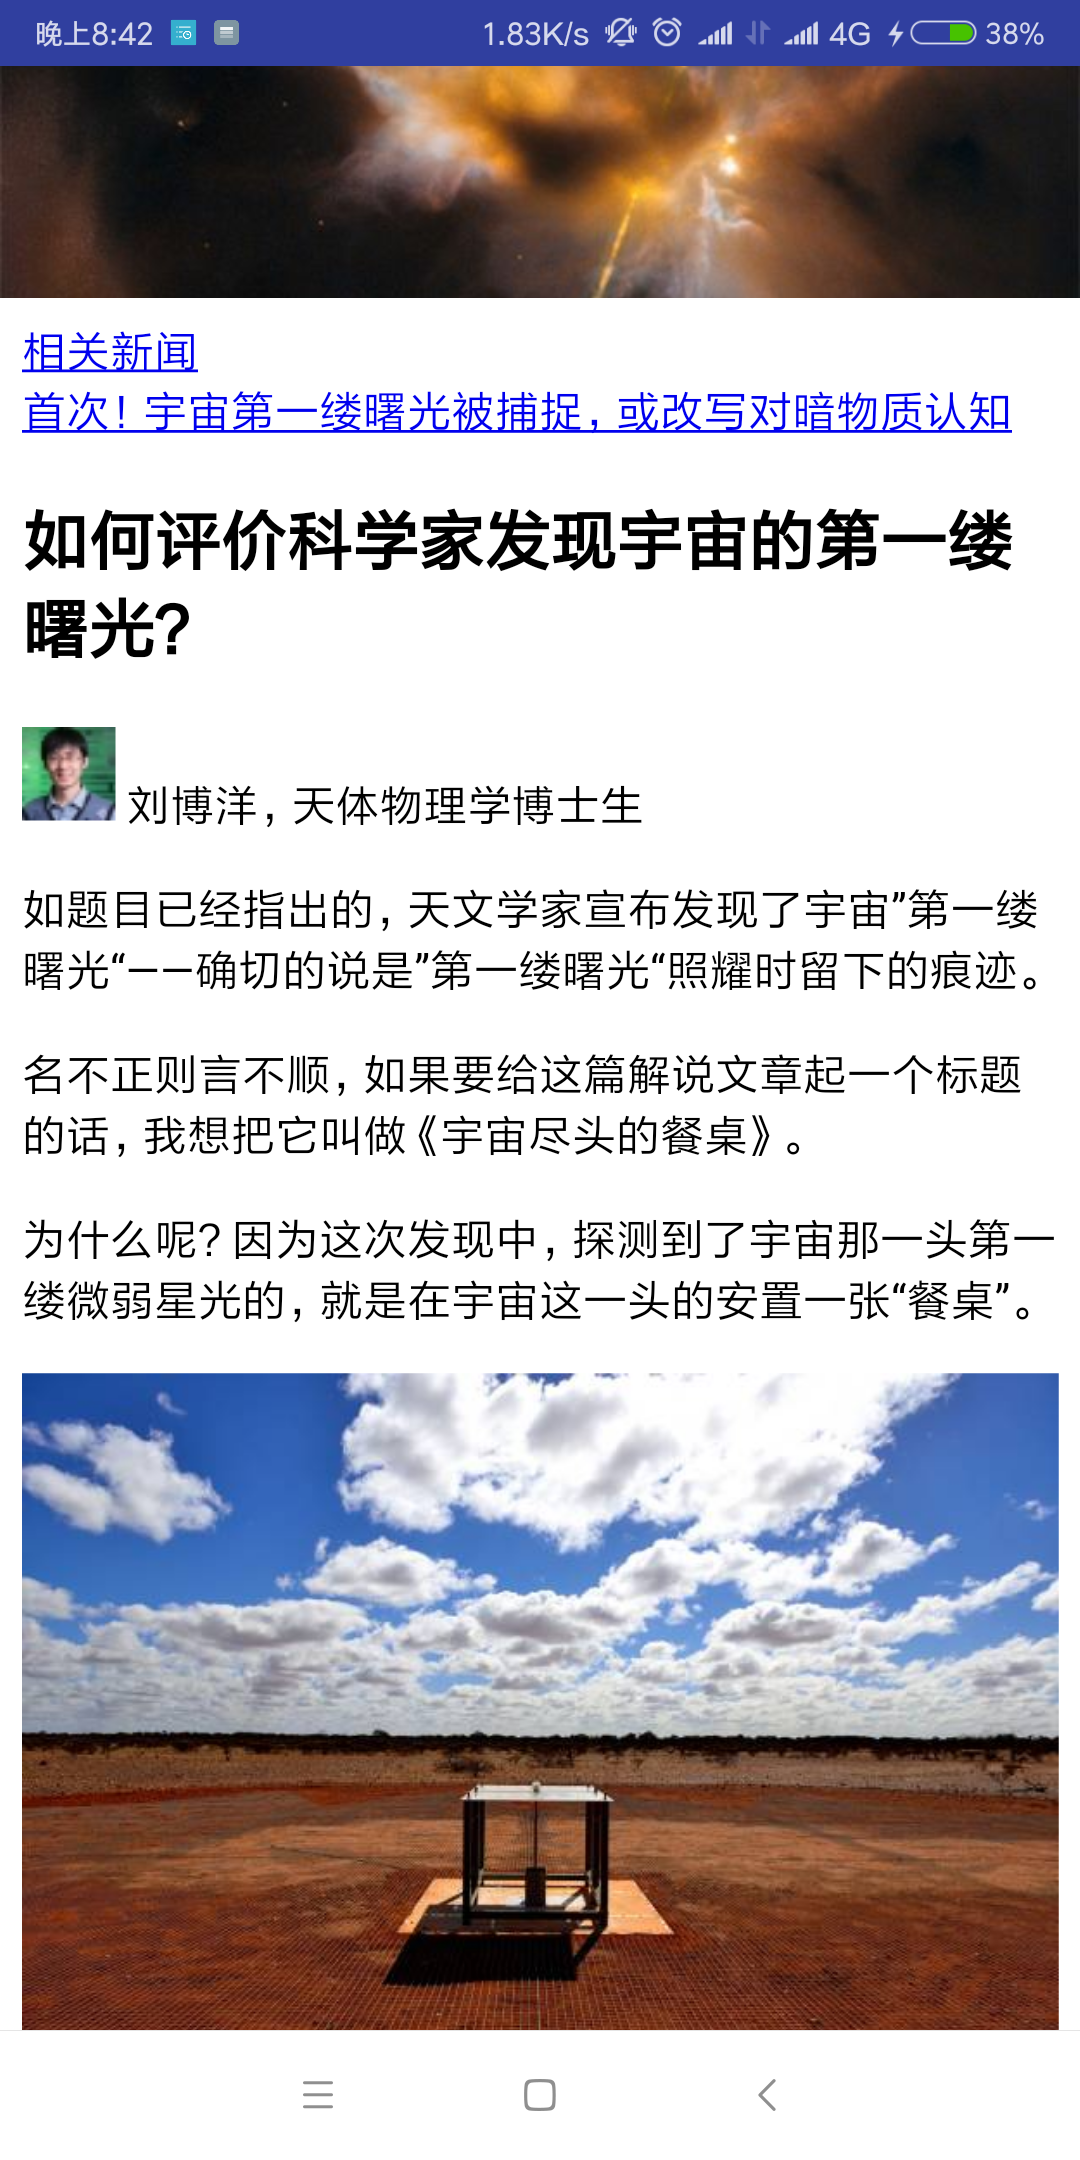 晚上8:42 1.83K/s 4G 38%
相关新闻
首次！宇宙第一缕曙光被捕捉，或改写对暗物质认知
如何评价科学家发现宇宙的第一缕
曙光？
刘博洋，天体物理学博士生
如题目已经指出的，天文学家宣布发现了宇宙”第一缕
曙光“——确切的说是”第一缕曙光“照耀时留下的痕迹。
名不正则言不顺，如果要给这篇解说文章起一个标题
的话，我想把它叫做《宇宙尽头的餐桌》。
为什么呢？因为这次发现中，探测到了宇宙那一头第一
缕微弱星光的，就是在宇宙这一头的安置一张“餐桌”。